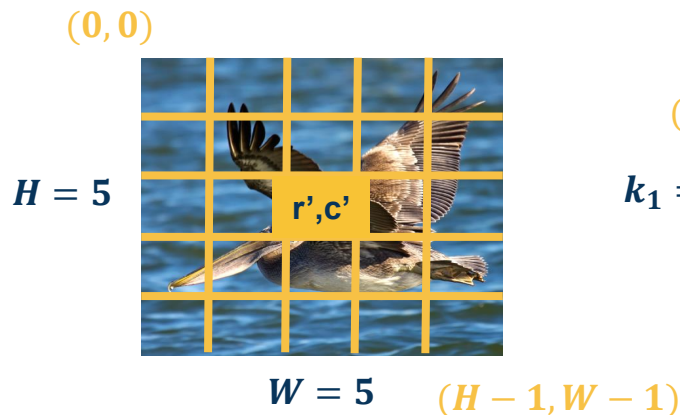 (0, 0)
(
H = 5
r',c'
k₁ =
W = 5
(H − 1, W − 1)